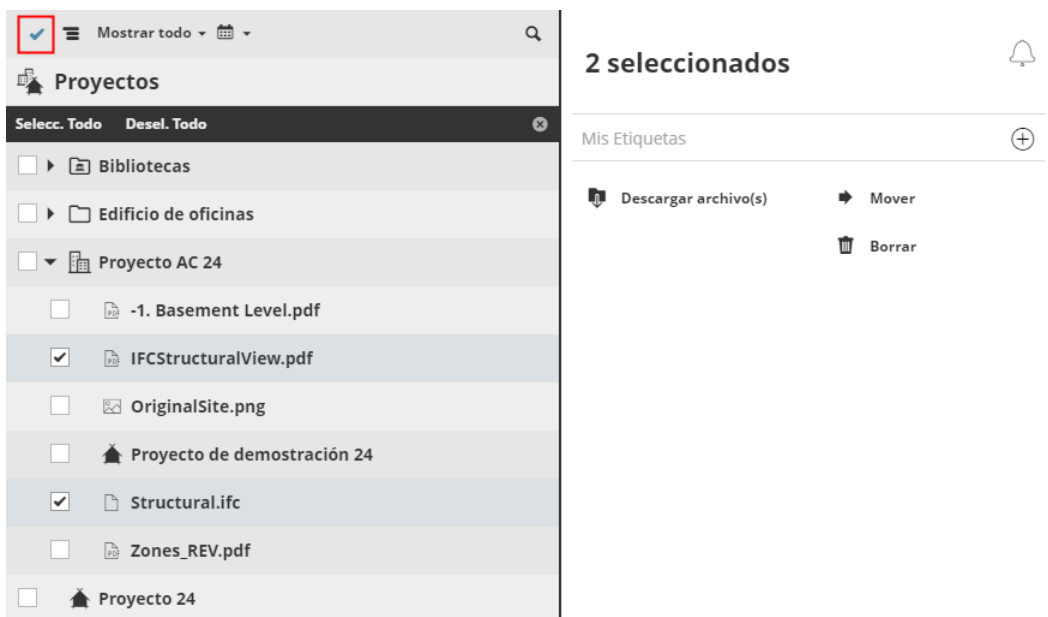 Mostrar todo
Proyectos
Selecc. Todo Desel. Todo
Bibliotecas
Edificio de oficinas
Proyecto AC 24
-1. Basement Level.pdf
IFCStructuralView.pdf
OriginalSite.png
Proyecto de demostración 24
Structural.ifc
Zones_REV.pdf
Proyecto 24
2 seleccionados
Mis Etiquetas
Descargar archivo(s) Mover
Borrar